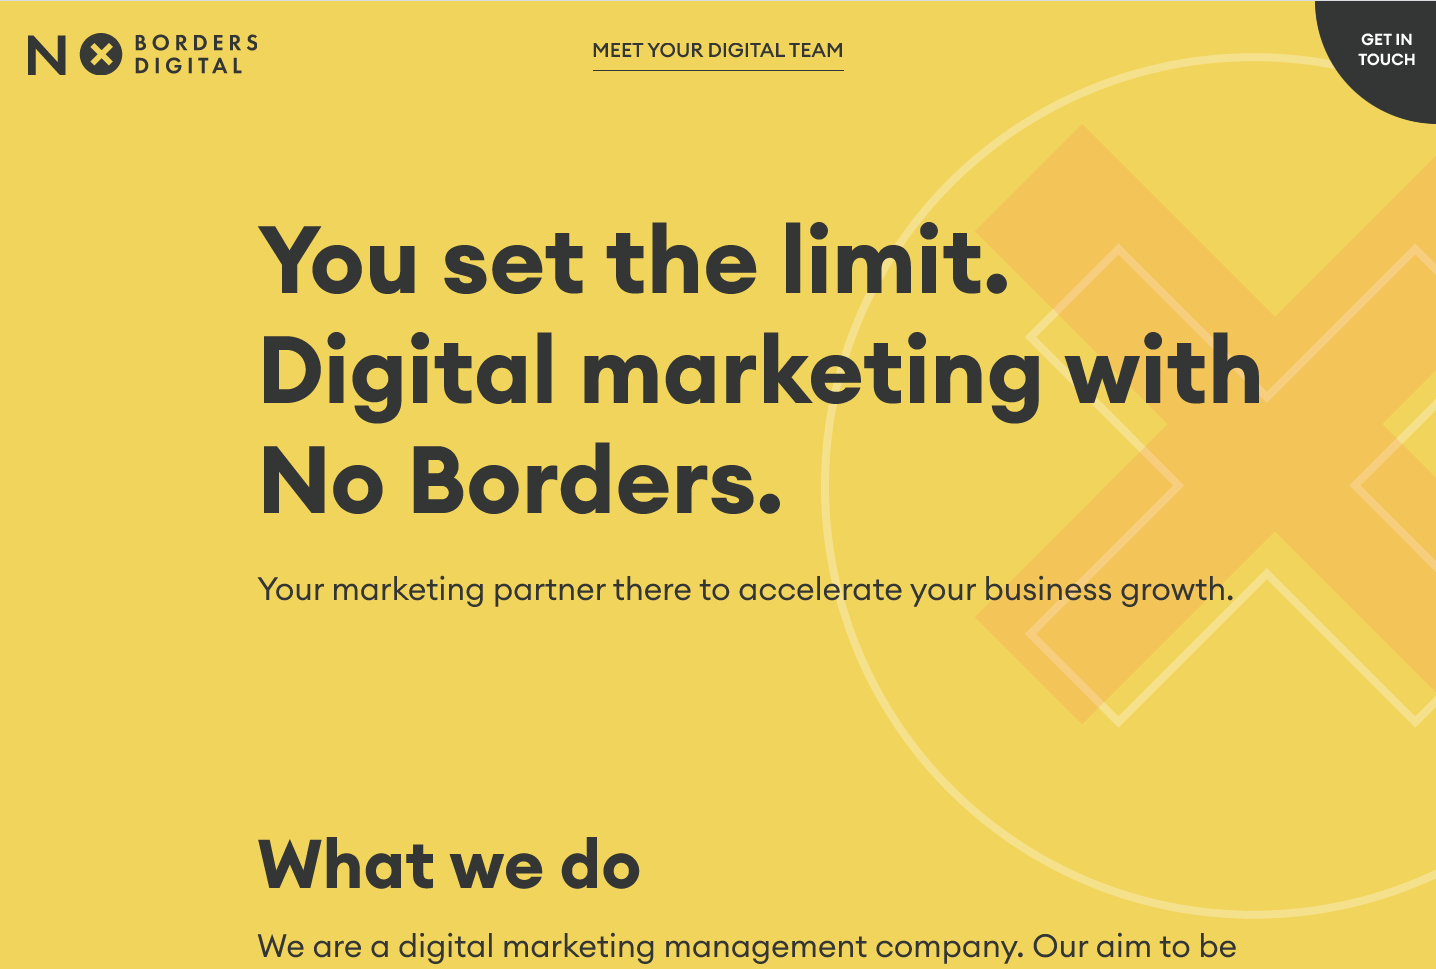 NO BORDERS
DIGITAL
MEET YOUR DIGITAL TEAM
GET IN
TOUCH
You set the limit.
Digital marketing with
No Borders.
Your marketing partner there to accelerate your business growth.
What we do
We are a digital marketing management company. Our aim to be